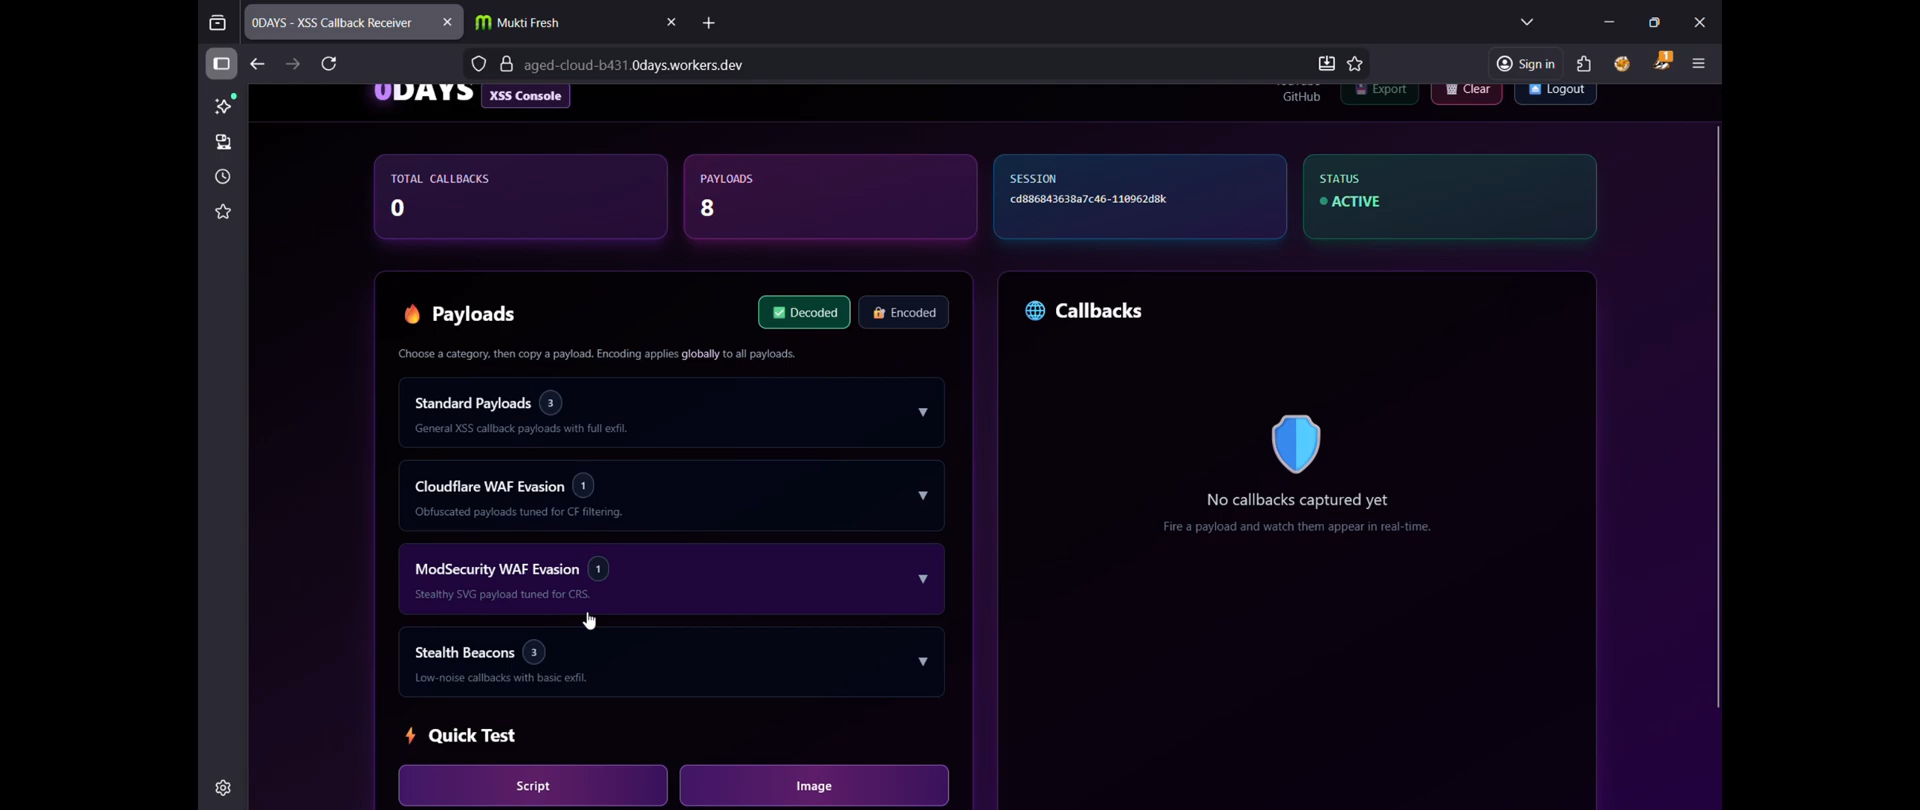 0DAYS - XSS Callback Receiver
Mukti Fresh
aged-cloud-b431.0days.workers.dev
Sign in
1
0DAYS
XSS Console
GitHub
Export
Clear
Logout
TOTAL CALLBACKS
0
PAYLOADS
8
SESSION
cd886843638a7c46-110962d8k
STATUS
ACTIVE
Payloads
Decoded
Encoded
Choose a category, then copy a payload. Encoding applies globally to all payloads.
Standard Payloads 3
General XSS callback payloads with full exfil.
Cloudflare WAF Evasion 1
Obfuscated payloads tuned for CF filtering.
ModSecurity WAF Evasion 1
Stealthy SVG payload tuned for CRS.
Stealth Beacons 3
Low-noise callbacks with basic exfil.
Quick Test
Script
Image
Callbacks
No callbacks captured yet
Fire a payload and watch them appear in real-time.